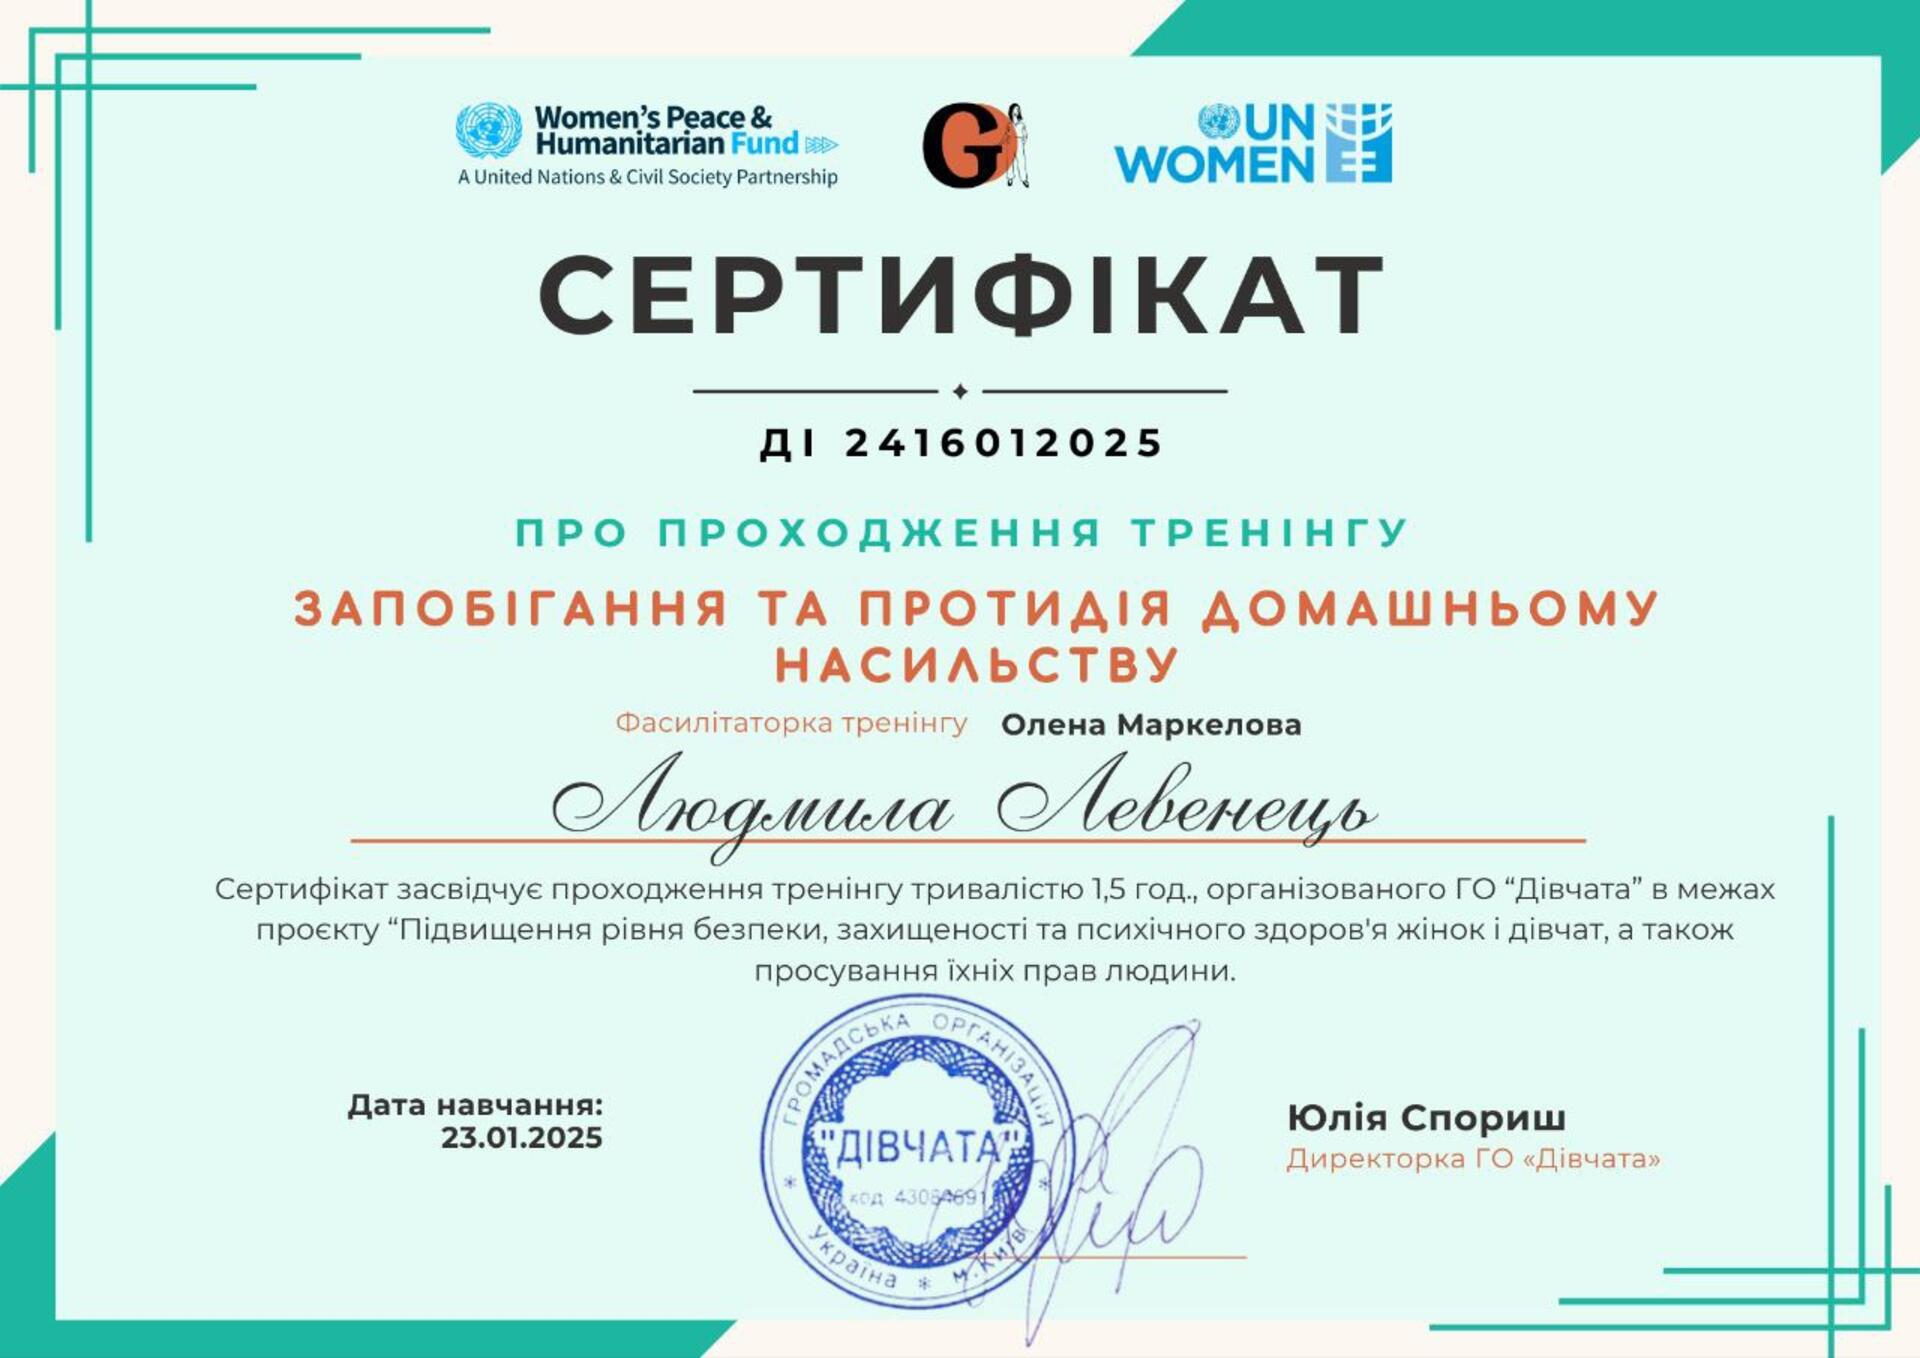 Women's Peace &
Humanitarian Fund
A United Nations & Civil Society Partnership
G
UN
WOMEN
СЕРТИФІКАТ
ДІ 2416012025
ПРО ПРОХОДЖЕННЯ ТРЕНІНГУ
ЗАПОБІГАННЯ ТА ПРОТИДІЯ ДОМАШНЬОМУ
НАСИЛЬСТВУ
Фасилітаторка тренінгу Олена Маркелова
Людмила Левенець
Сертифікат засвідчує проходження тренінгу тривалістю 1,5 год., організованого ГО “Дівчата” в межах
проєкту “Підвищення рівня безпеки, захищеності та психічного здоров'я жінок і дівчат, а також
просування їхніх прав людини.
Дата навчання:
23.01.2025
ГРОМАДСЬКА ОРГАНІЗАЦІЯ
"ДІВЧАТА"
код
Україна * м. Київ
Юлія Спориш
Директорка ГО «Дівчата»